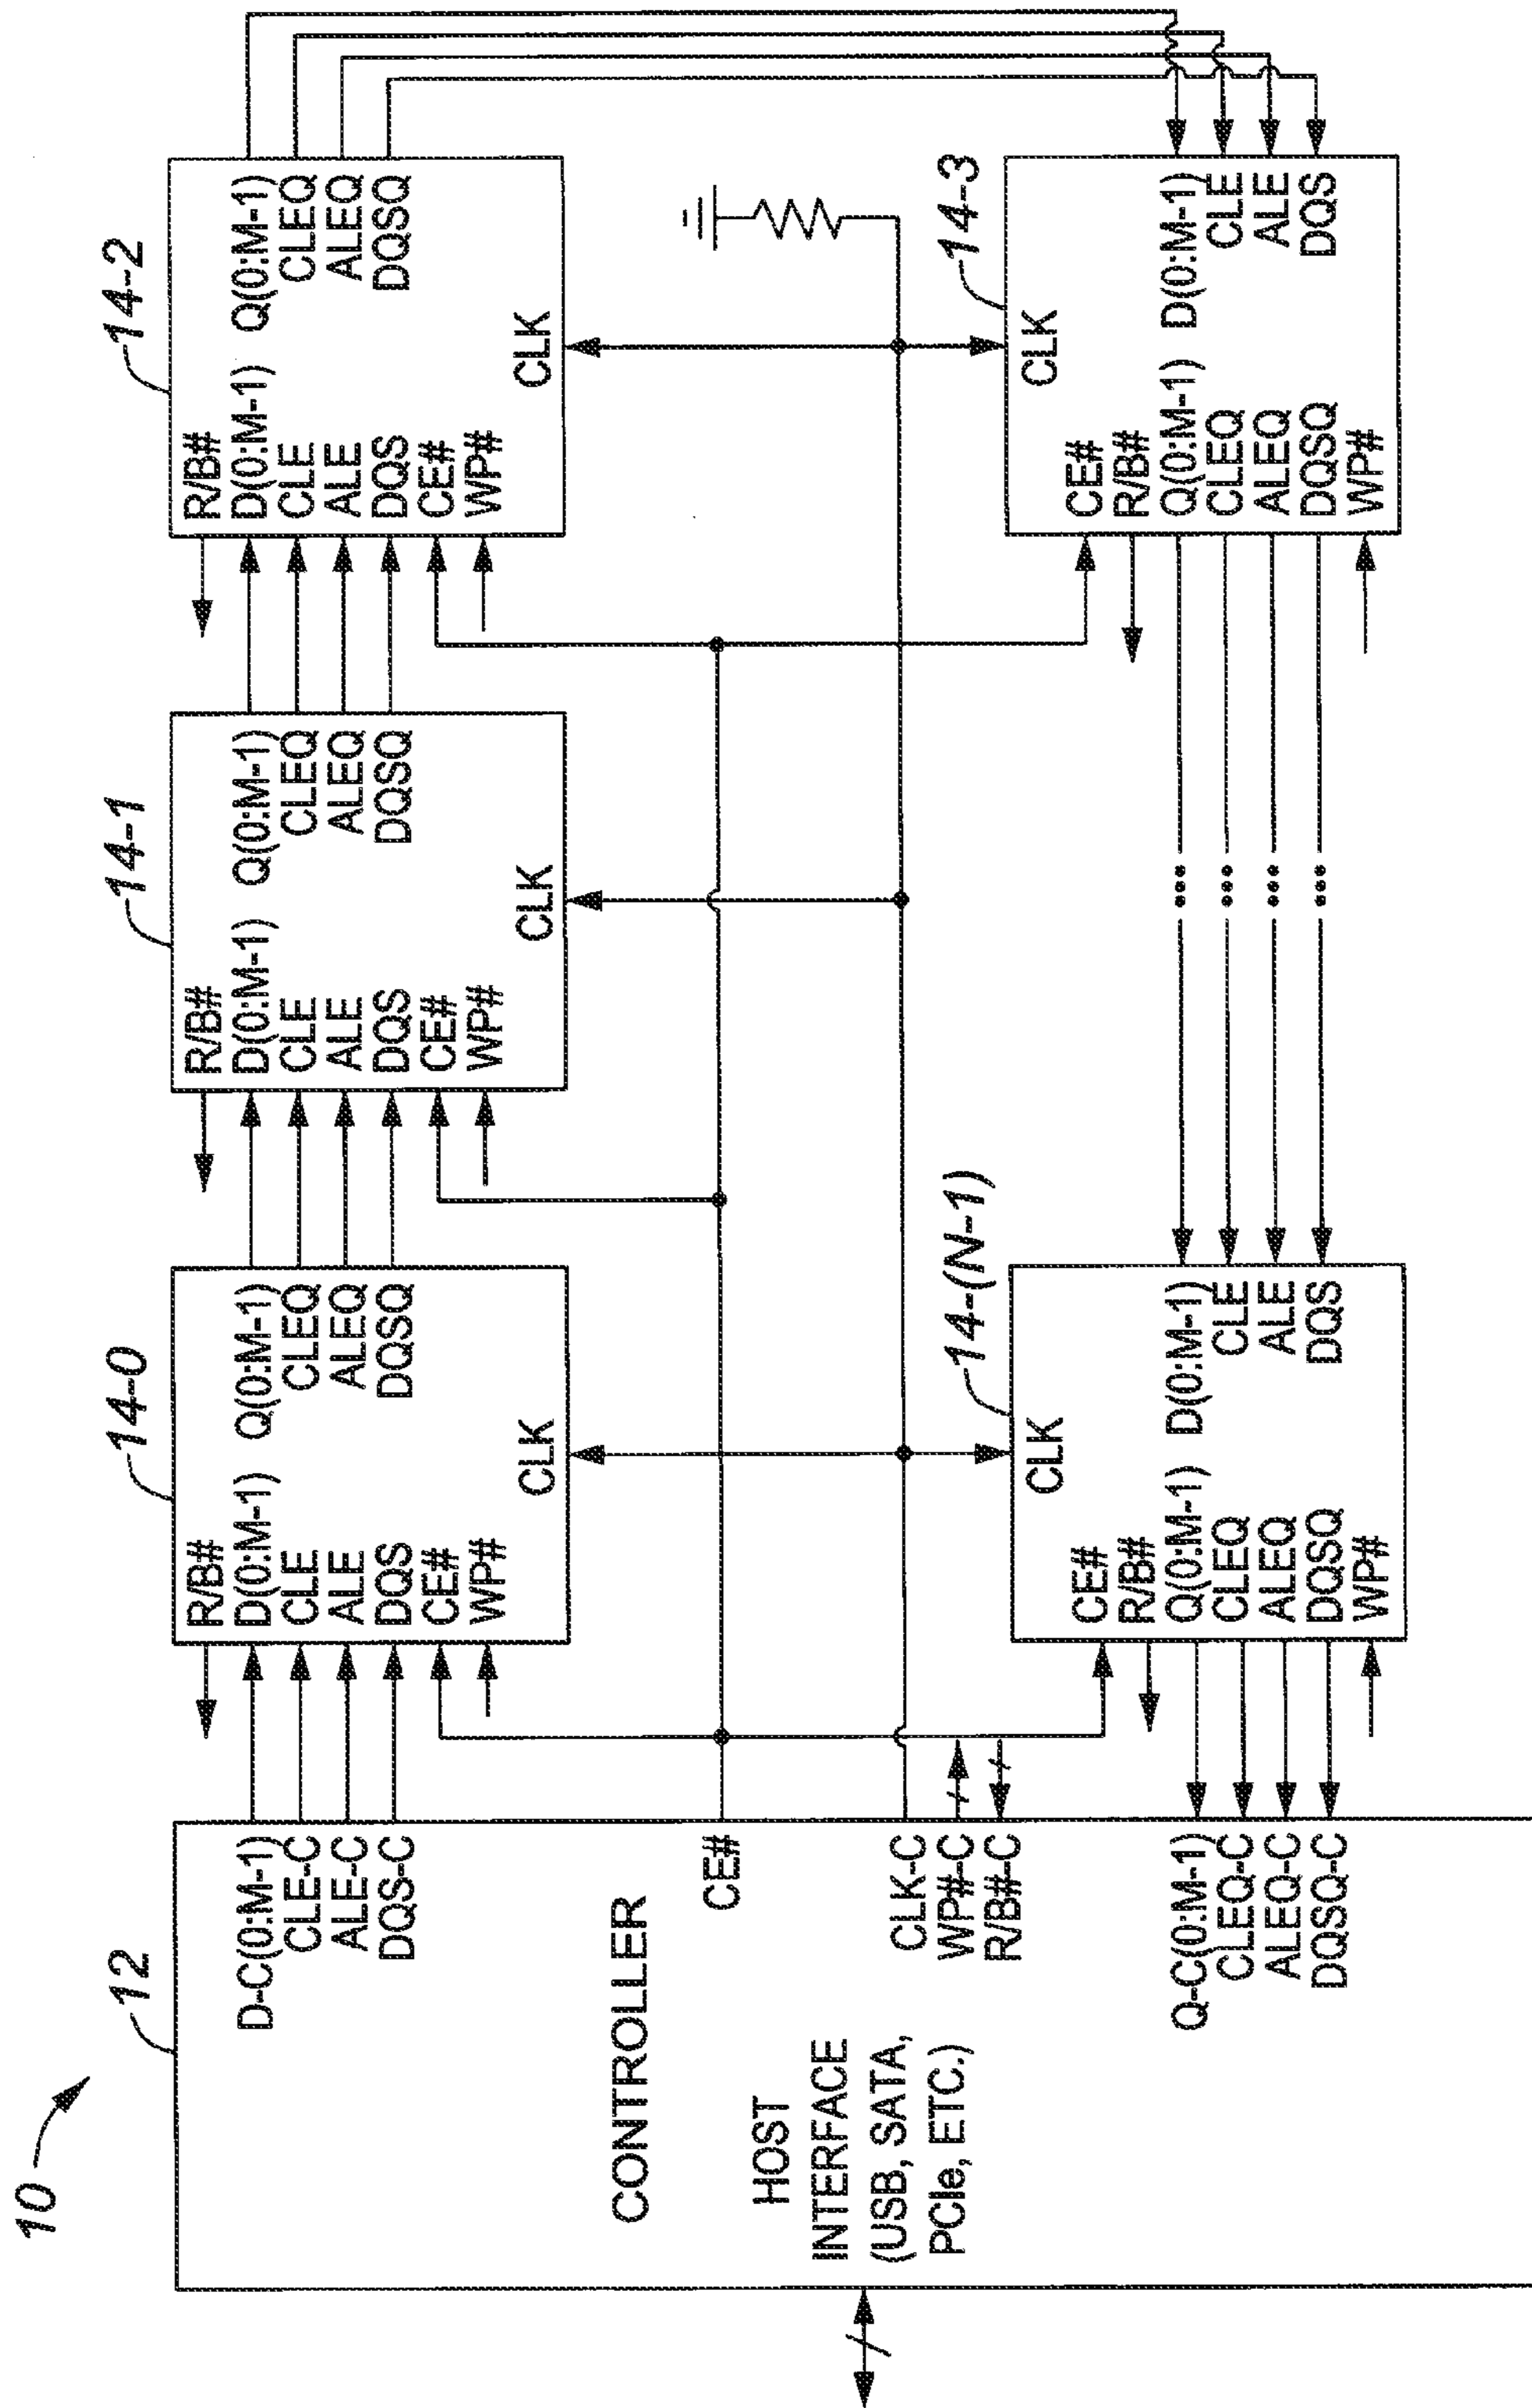 10
12
D-C(0:M-1)
CLE-C
ALE-C
DQS-C
CONTROLLER
CE#
HOST
INTERFACE
(USB, SATA,
PCIe, ETC.)
CLK-C
WP#-C
R/B#-C
Q-C(0:M-1)
CLEQ-C
ALEQ-C
DQSQ-C
14-0
R/B#
D(0:M-1) Q(0:M-1)
CLE CLEQ
ALE ALEQ
DQS DQSQ
CE#
WP#
CLK
14-1
R/B#
D(0:M-1) Q(0:M-1)
CLE CLEQ
ALE ALEQ
DQS DQSQ
CE#
WP#
CLK
14-2
R/B#
D(0:M-1) Q(0:M-1)
CLE CLEQ
ALE ALEQ
DQS DQSQ
CE#
WP#
CLK
14-3
CLK
CE#
R/B#
Q(0:M-1) D(0:M-1)
CLEQ CLE
ALEQ ALE
DQSQ DQS
WP#
14-(N-1)
CLK
CE#
R/B#
Q(0:M-1) D(0:M-1)
CLEQ CLE
ALEQ ALE
DQSQ DQS
WP#